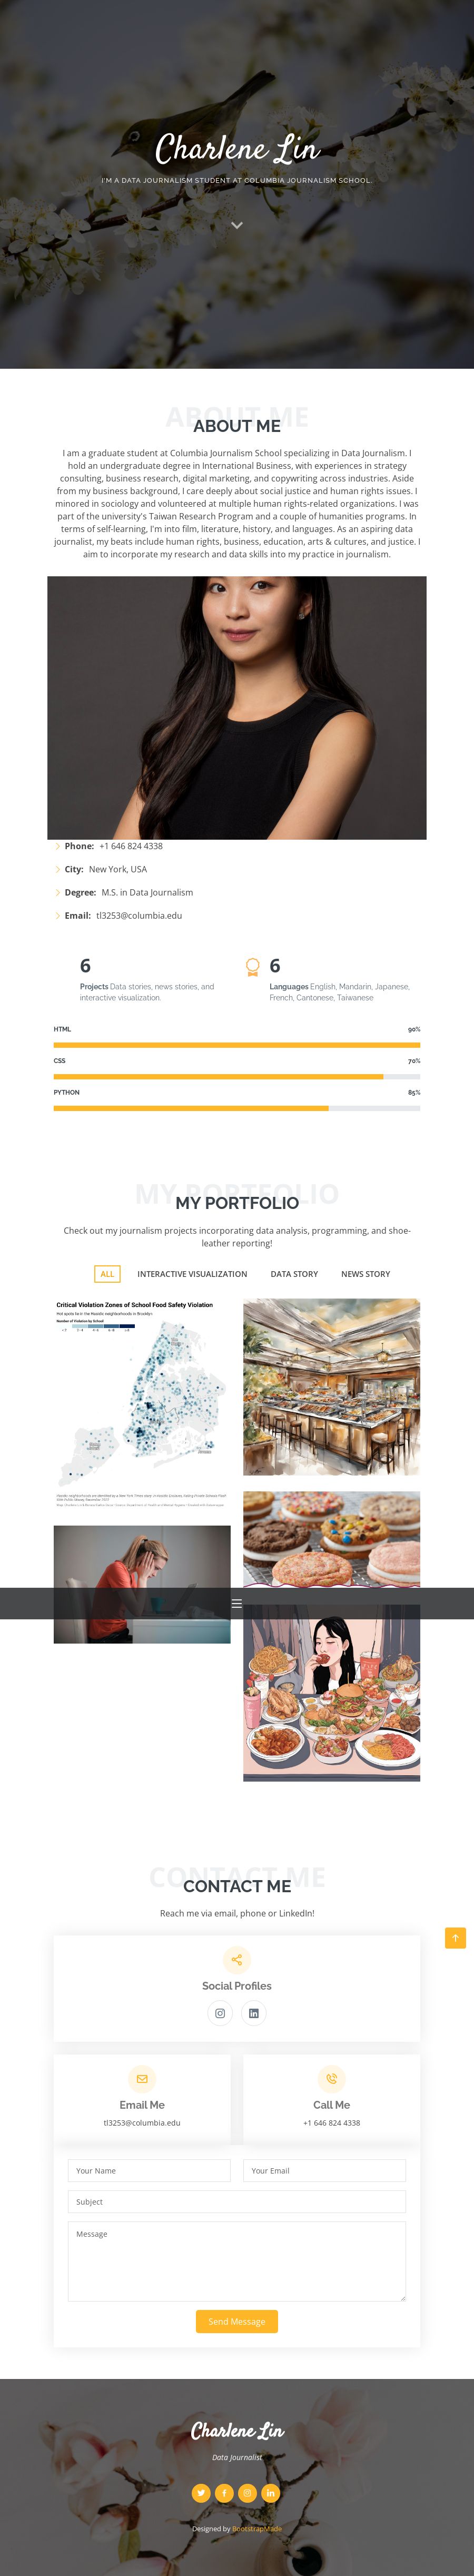 Charlene Lin
I'M A DATA JOURNALISM STUDENT AT COLUMBIA JOURNALISM SCHOOL.
ABOUT ME
ABOUT ME
I am a graduate student at Columbia Journalism School specializing in Data Journalism. I
hold an undergraduate degree in International Business, with experiences in strategy
consulting, business research, digital marketing, and copywriting across industries. Aside
from my business background, I care deeply about social justice and human rights issues. I
minored in sociology and volunteered at multiple human rights-related organizations. I was
part of the university's Taiwan Research Program and a couple of humanities programs. In
terms of self-learning, I'm into film, literature, history, and languages. As an aspiring data
journalist, my beats include human rights, business, education, arts & cultures, and justice. I
aim to incorporate my research and data skills into my practice in journalism.
Phone: +1 646 824 4338
City: New York, USA
Degree: M.S. in Data Journalism
Email: tl3253@columbia.edu
6
Projects Data stories, news stories, and
interactive visualization.
6
Languages English, Mandarin, Japanese,
French, Cantonese, Taiwanese
HTML 90%
CSS 70%
PYTHON 85%
MY PORTFOLIO
MY PORTFOLIO
Check out my journalism projects incorporating data analysis, programming, and shoe-
leather reporting!
ALL INTERACTIVE VISUALIZATION DATA STORY NEWS STORY
Critical Violation Zones of School Food Safety Violation
Number of Violation by School
CONTACT ME
CONTACT ME
Reach me via email, phone or LinkedIn!
Social Profiles
Email Me
tl3253@columbia.edu
Call Me
+1 646 824 4338
Your Name
Your Email
Subject
Message
Send Message
Charlene Lin
Data Journalist
Designed by BootstrapMade